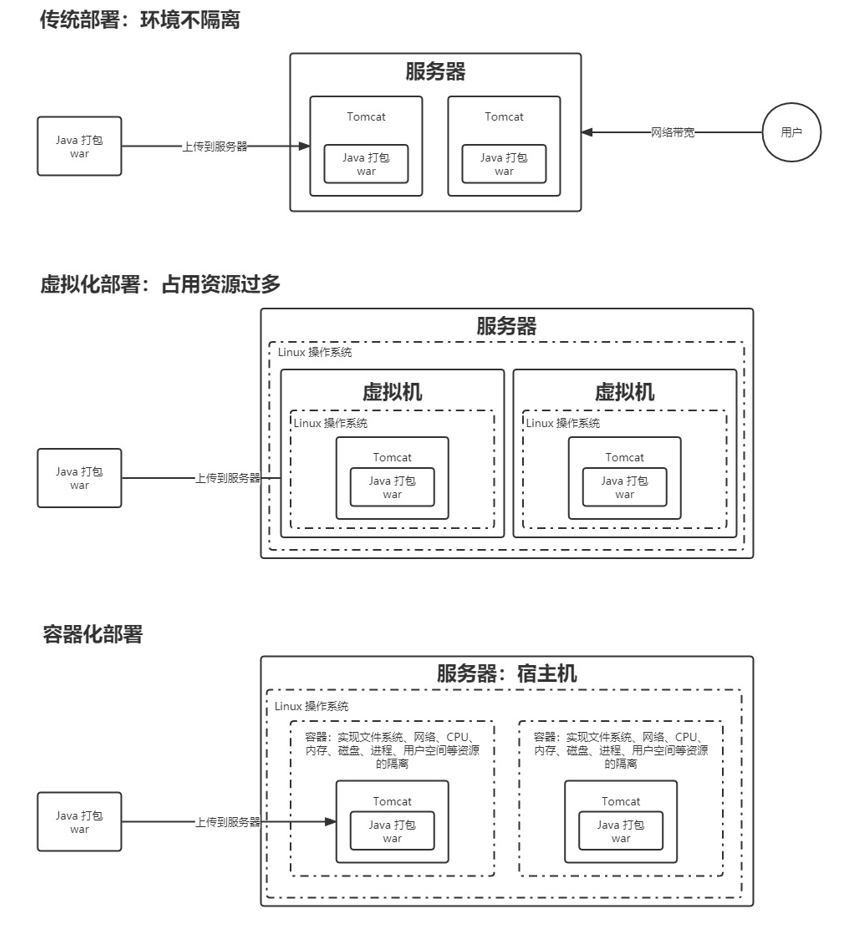 传统部署：环境不隔离
服务器
Tomcat
Tomcat
Java 打包
war
上传到服务器
Java 打包
war
Java 打包
war
网络带宽
用户
虚拟化部署：占用资源过多
服务器
Linux 操作系统
虚拟机
虚拟机
Linux 操作系统
Linux 操作系统
Tomcat
Tomcat
Java 打包
war
上传到服务器
Java 打包
war
Java 打包
war
容器化部署
服务器：宿主机
Linux 操作系统
容器：实现文件系统、网络、CPU、
内存、磁盘、进程、用户空间等资源
的隔离
容器：实现文件系统、网络、CPU、
内存、磁盘、进程、用户空间等资源
的隔离
Tomcat
Tomcat
Java 打包
war
上传到服务器
Java 打包
war
Java 打包
war